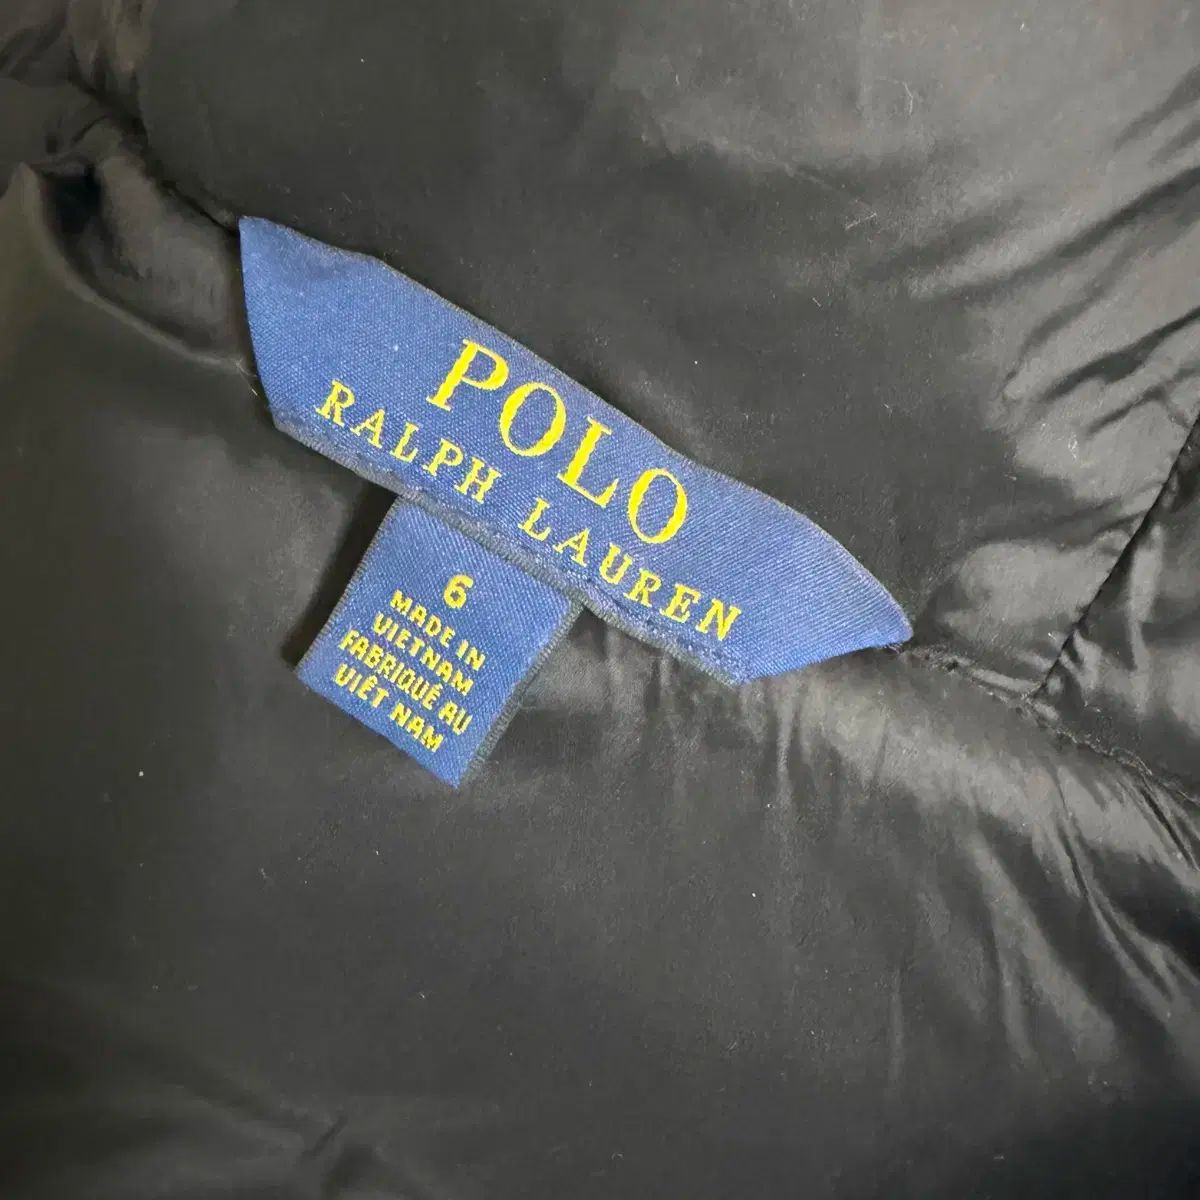 POLO
RALPH LAUREN
6
MADE IN
VIETNAM
FABRIQUÉ AU
VIÊT NAM